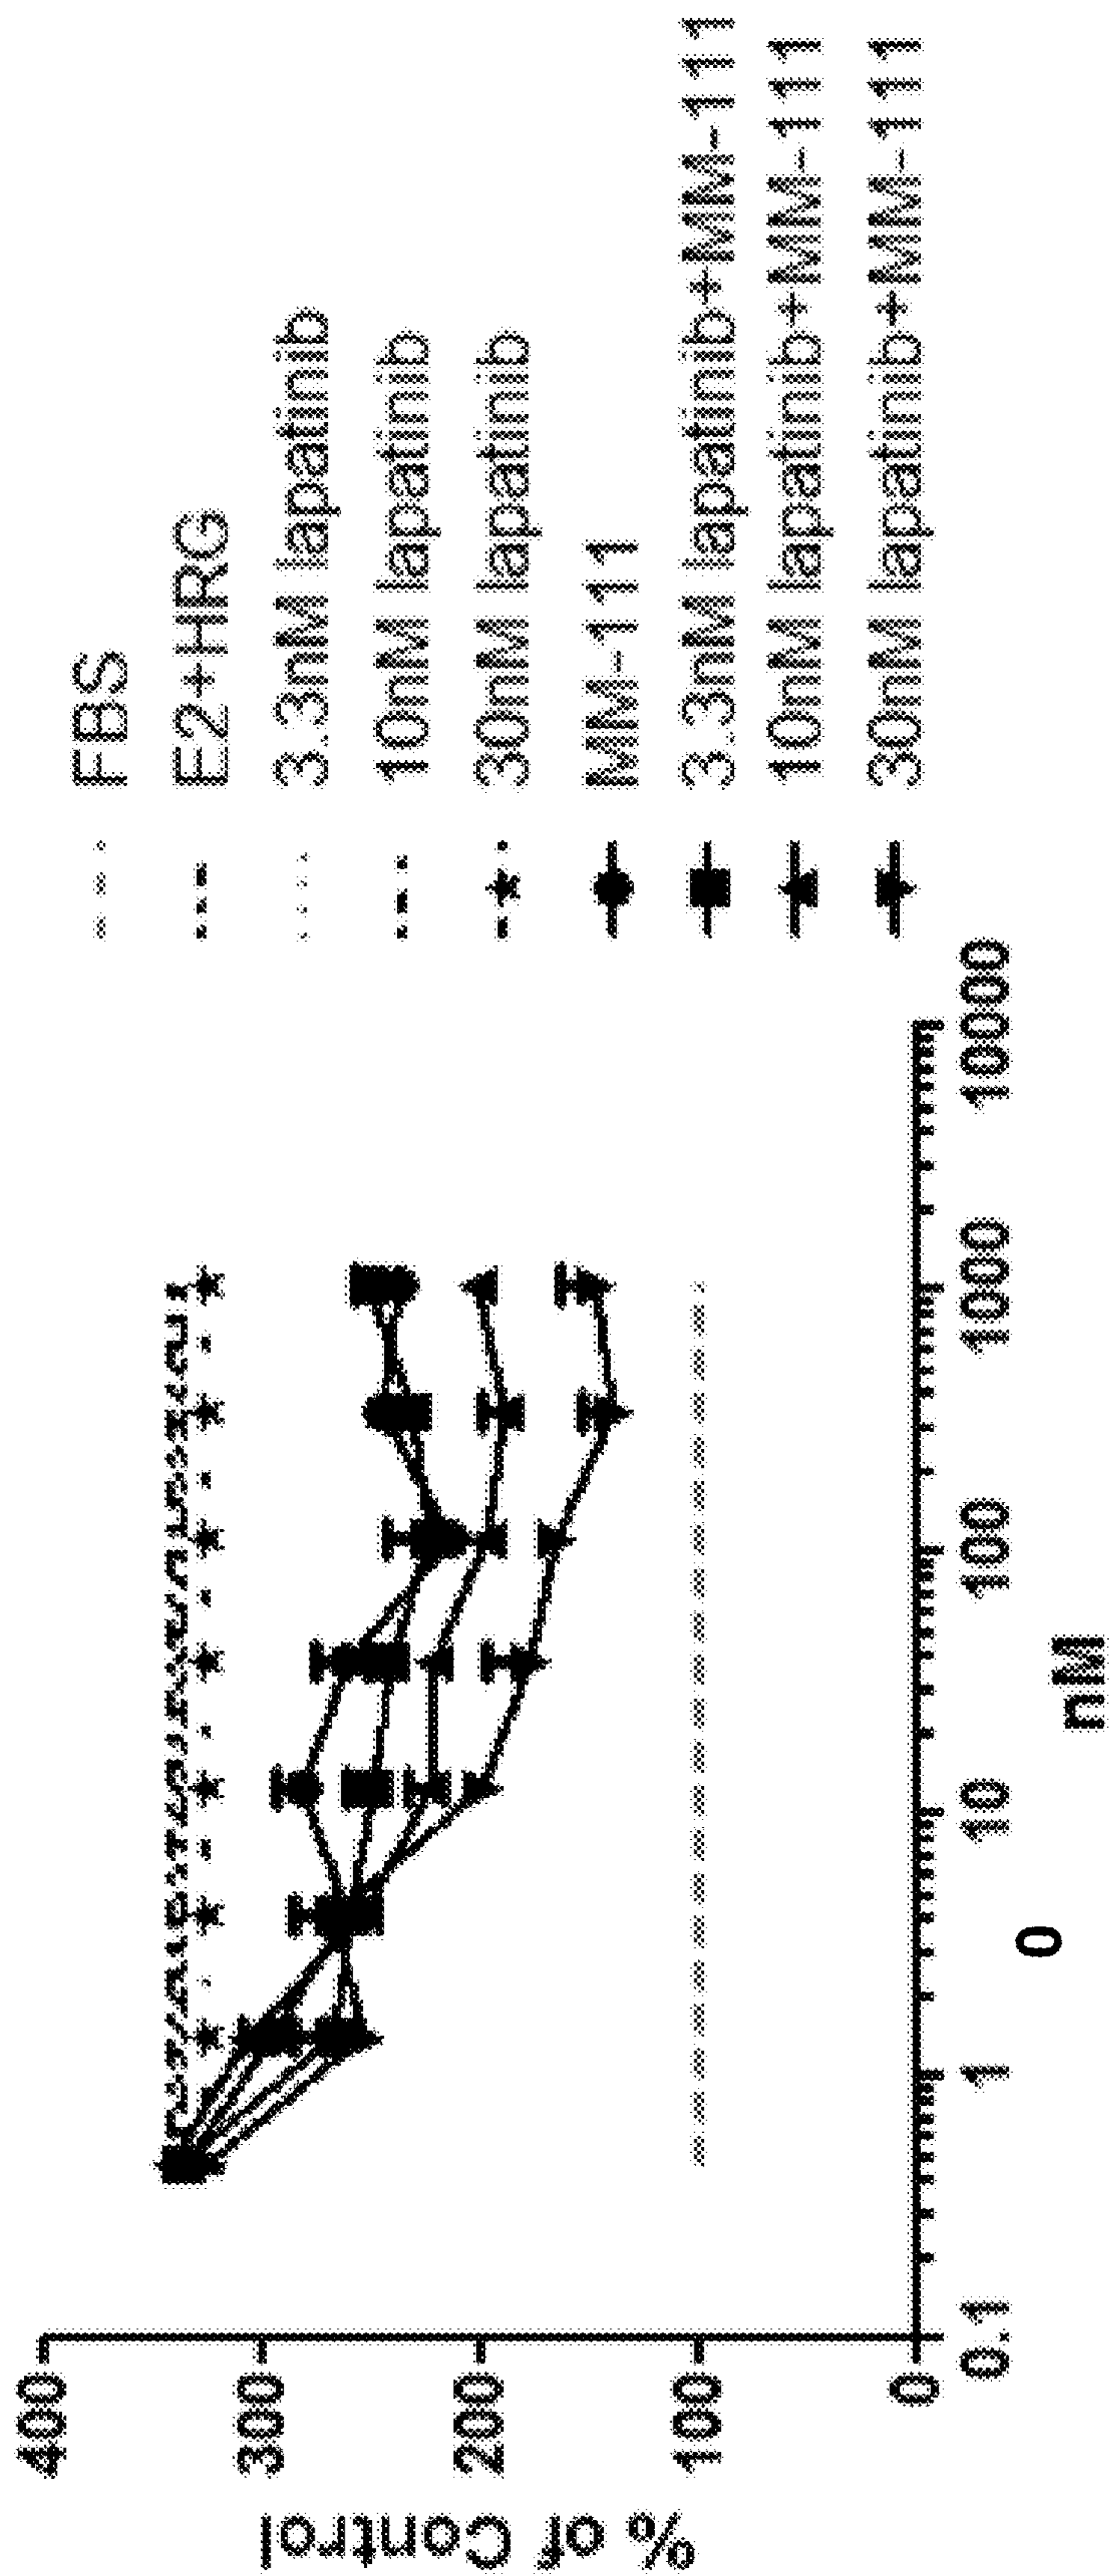 % of Control
400
300
200
100
0
0.1
1
10
100
1000
10000
0
nM
FBS
E2+HRG
3.3nM lapatinib
10nM lapatinib
30nM lapatinib
MM-111
3.3nM lapatinib+MM-111
10nM lapatinib+MM-111
30nM lapatinib+MM-111